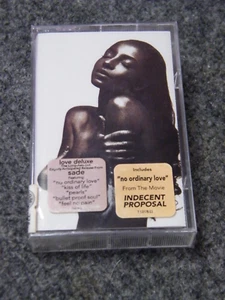 love deluxe
sade
"no ordinary love"
"kiss of life"
"pearls"
"bullet proof soul"
"feel no pain"
Includes
"no ordinary love"
From The Movie
INDECENT
PROPOSAL